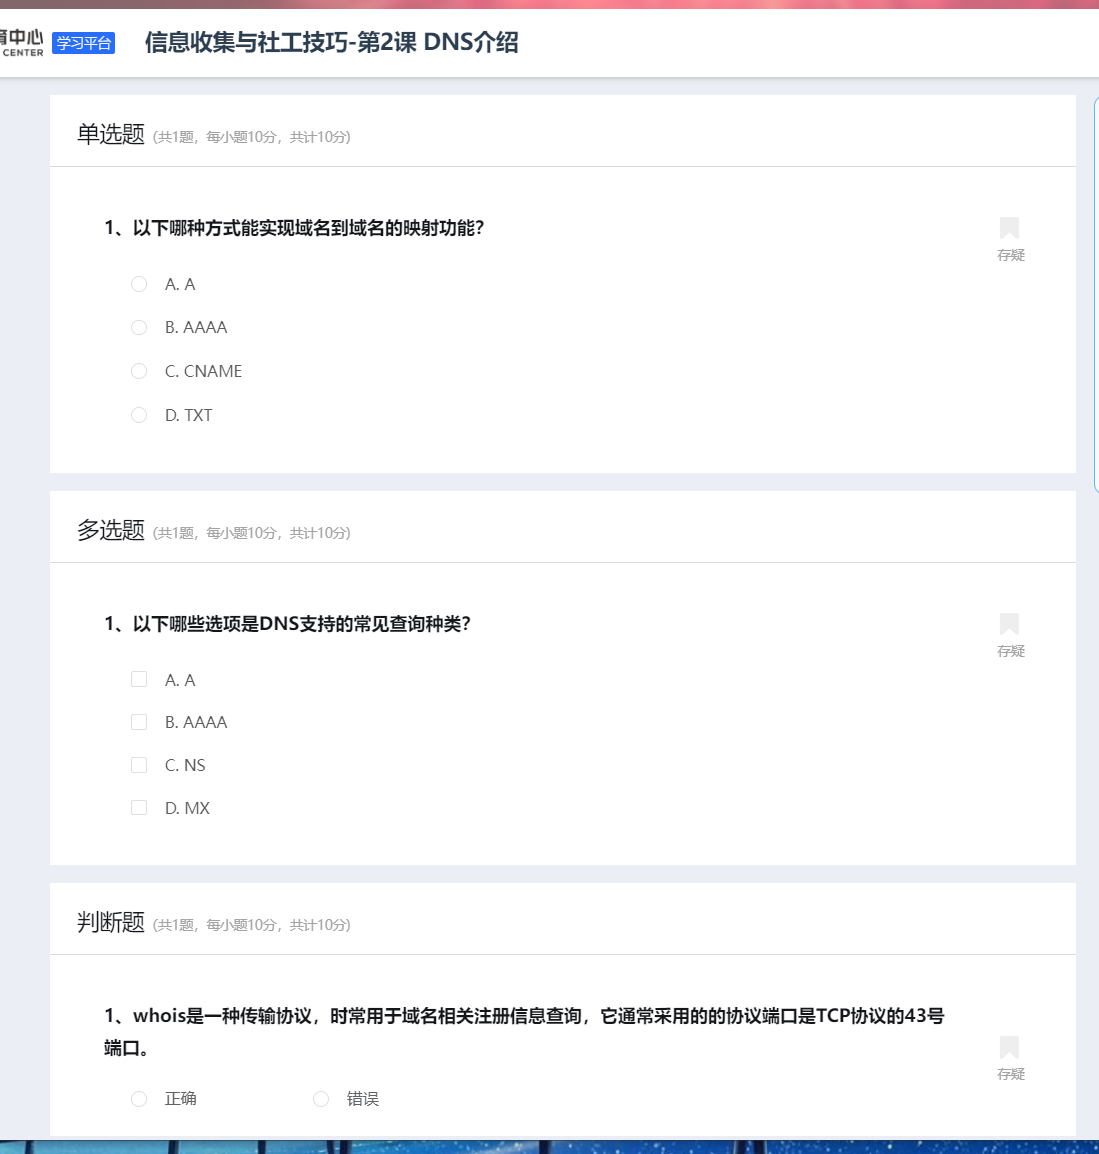 育中心
CENTER
学习平台
信息收集与社工技巧-第2课 DNS介绍
单选题 (共1题，每小题10分，共计10分)
1、以下哪种方式能实现域名到域名的映射功能?
存疑
A. A
B. AAAA
C. CNAME
D. TXT
多选题 (共1题，每小题10分，共计10分)
1、以下哪些选项是DNS支持的常见查询种类?
存疑
A. A
B. AAAA
C. NS
D. MX
判断题 (共1题，每小题10分，共计10分)
1、whois是一种传输协议，时常用于域名相关注册信息查询，它通常采用的的协议端口是TCP协议的43号
端口。
存疑
正确 错误